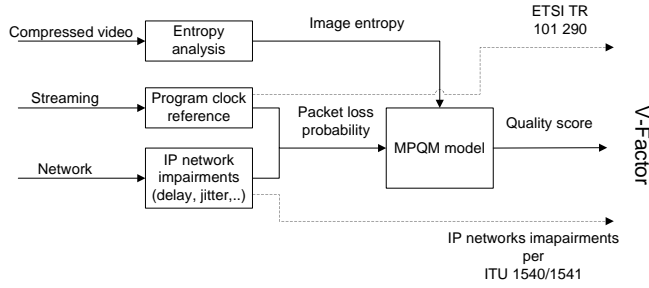 ETSI TR
101 290
Compressed video
Entropy
analysis
Image entropy
Streaming
Program clock
reference
Packet loss
probability
MPQM model
Quality score
V-Factor
Network
IP network
impairments
(delay, jitter,..)
IP networks imapairments
per
ITU 1540/1541